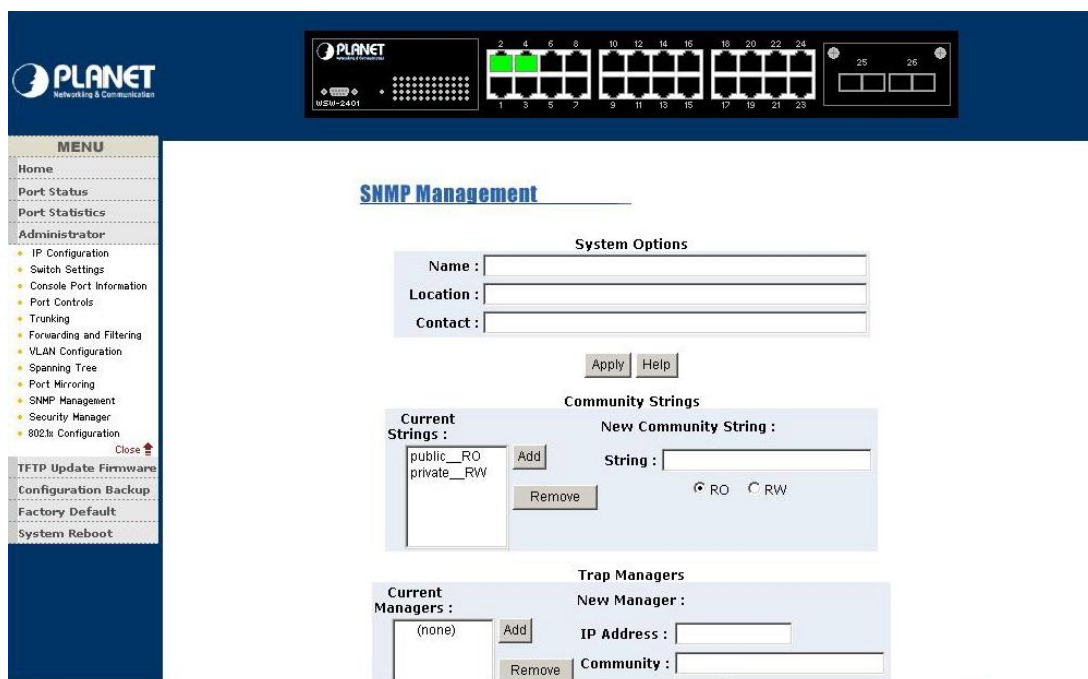 PLANET
Networking & Communication
PLANET
Networking & Communication
WSW-2401
2 4 6 8 10 12 14 16 18 20 22 24
1 3 5 7 9 11 13 15 17 19 21 23
25 26
MENU
Home
Port Status
Port Statistics
Administrator
IP Configuration
Switch Settings
Console Port Information
Port Controls
Trunking
Forwarding and Filtering
VLAN Configuration
Spanning Tree
Port Mirroring
SNMP Management
Security Manager
802.1x Configuration
Close
TFTP Update Firmware
Configuration Backup
Factory Default
System Reboot
SNMP Management
System Options
Name :
Location :
Contact :
Apply Help
Community Strings
Current
Strings :
public__RO
private__RW
Add
Remove
New Community String :
String :
RO RW
Trap Managers
Current
Managers :
(none)
Add
Remove
New Manager :
IP Address :
Community :